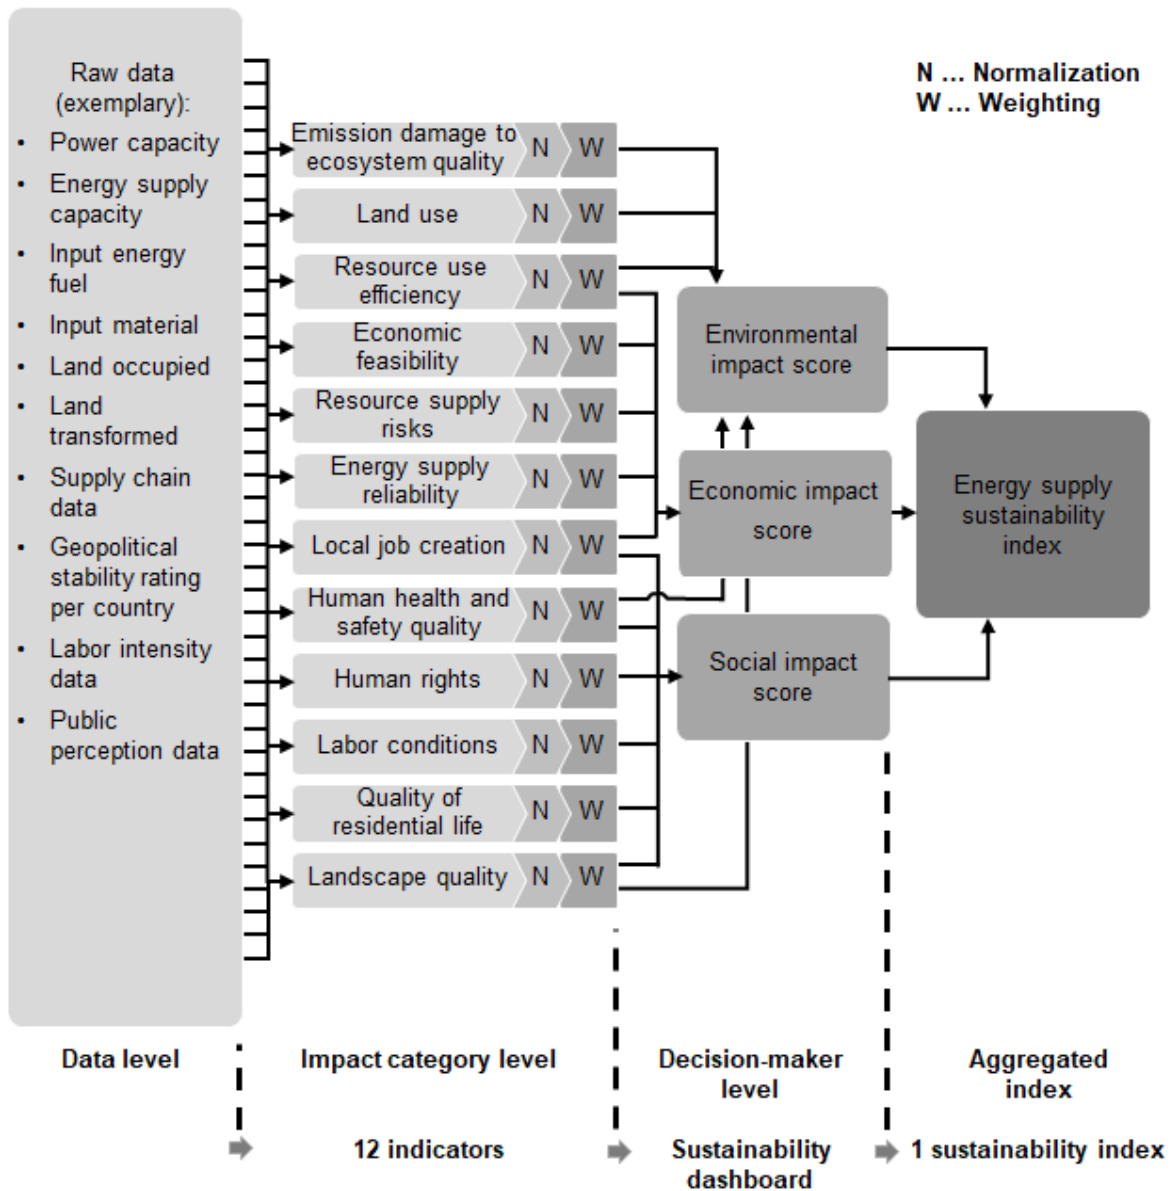 Raw data
(exemplary):
• Power capacity
• Energy supply
capacity
• Input energy
fuel
• Input material
• Land occupied
• Land
transformed
• Supply chain
data
• Geopolitical
stability rating
per country
• Labor intensity
data
• Public
perception data
N ... Normalization
W ... Weighting
Emission damage to
ecosystem quality
N W
Land use N W
Resource use
efficiency
N W
Economic
feasibility
N W
Resource supply
risks
N W
Energy supply
reliability
N W
Local job creation N W
Human health and
safety quality
N W
Human rights N W
Labor conditions N W
Quality of
residential life
N W
Landscape quality N W
Environmental
impact score
Economic impact
score
Social impact
score
Energy supply
sustainability
index
Data level
Impact category level
Decision-maker
level
Aggregated
index
12 indicators
Sustainability
dashboard
1 sustainability index